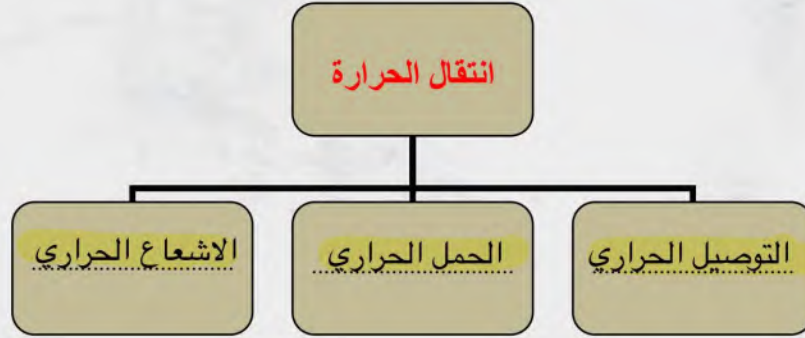 انتقال الحرارة
التوصيل الحراري
الحمل الحراري
الاشعاع الحراري